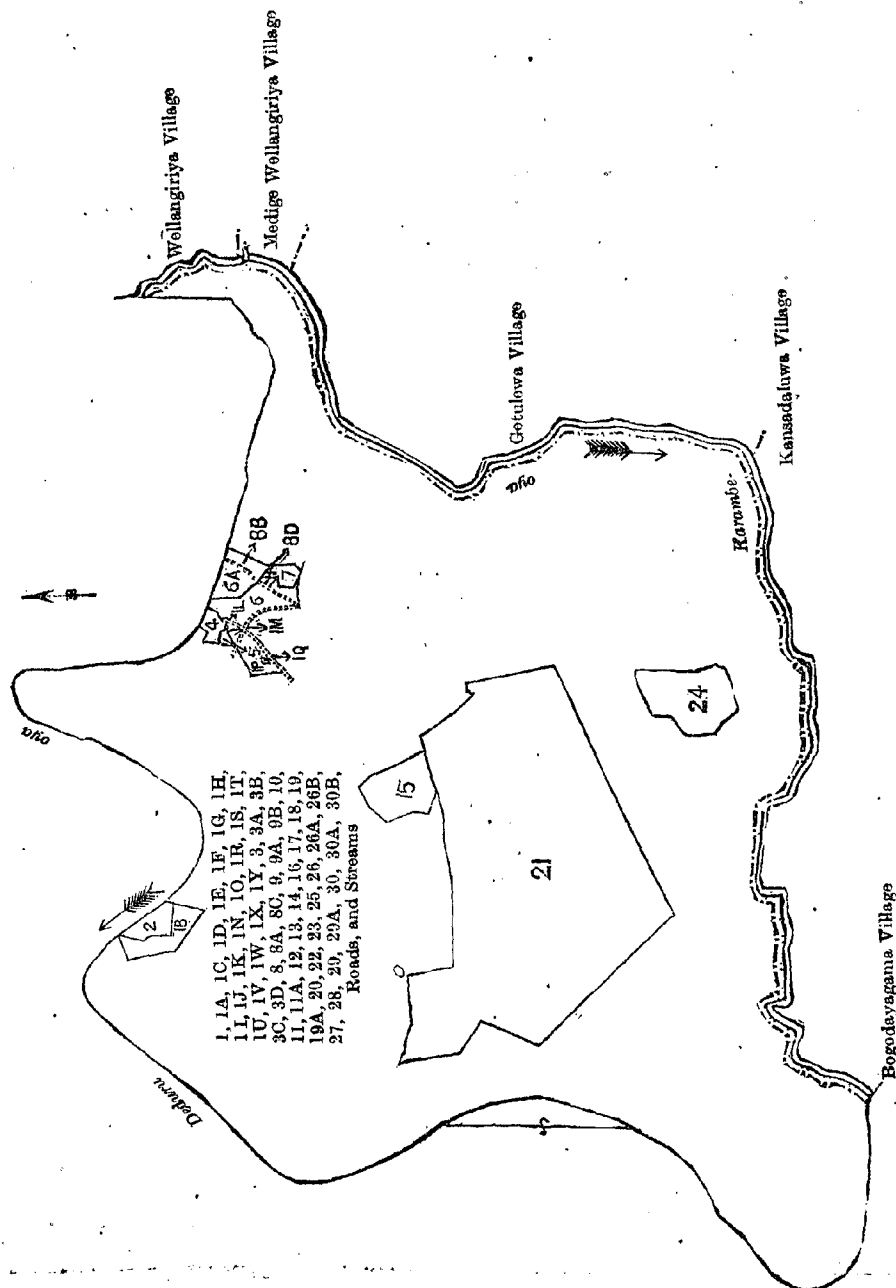 Wellangiriya Village
Medige Wellangiriya Village
Gotulowa Village
oya
Karambe-
Kansadaluwa Village
Bogodayagama Village
oya
Deduru
8B
8D
6A
6
7
4
1L
1M
1P
5
1Q
2
1B
15
21
24
1, 1A, 1C, 1D, 1E, 1F, 1G, 1H,
1I, 1J, 1K, 1N, 1O, 1R, 1S, 1T,
1U, 1V, 1W, 1X, 1Y, 3, 3A, 3B,
3C, 3D, 8, 8A, 8C, 9, 9A, 9B, 10,
11, 11A, 12, 13, 14, 16, 17, 18, 19,
19A, 20, 22, 23, 25, 26, 26A, 26B,
27, 28, 29, 29A, 30, 30A, 30B,
Roads, and Streams